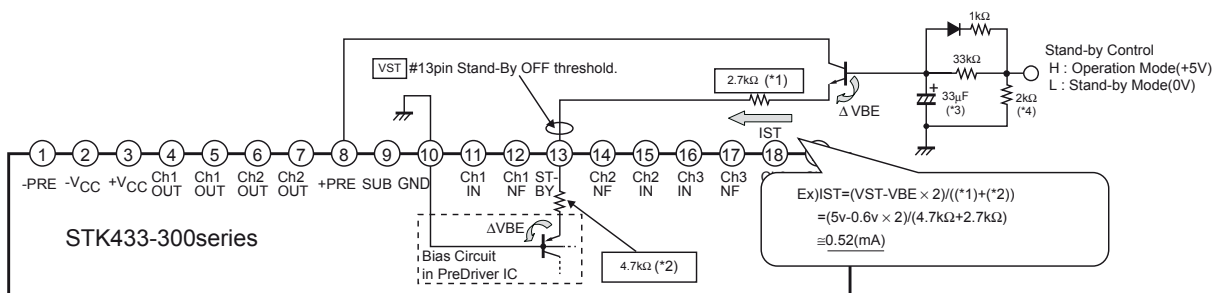 1kΩ
VST #13pin Stand-By OFF threshold.
33kΩ
Stand-by Control
H : Operation Mode(+5V)
L : Stand-by Mode(0V)
2.7kΩ (*1)
+
33μF
(*3)
2kΩ
(*4)
ΔVBE
IST
1 2 3 4 5 6 7 8 9 10 11 12 13 14 15 16 17 18
-PRE
-VCC
+VCC
Ch1
OUT
Ch1
OUT
Ch2
OUT
Ch2
OUT
+PRE
SUB
GND
Ch1
IN
Ch1
NF
ST-
BY
Ch2
NF
Ch2
IN
Ch3
IN
Ch3
NF
Ex)IST=(VST-VBE × 2)/((*1)+(*2))
=(5v-0.6v × 2)/(4.7kΩ+2.7kΩ)
≅0.52(mA)
STK433-300series
ΔVBE
Bias Circuit
in PreDriver IC
4.7kΩ (*2)